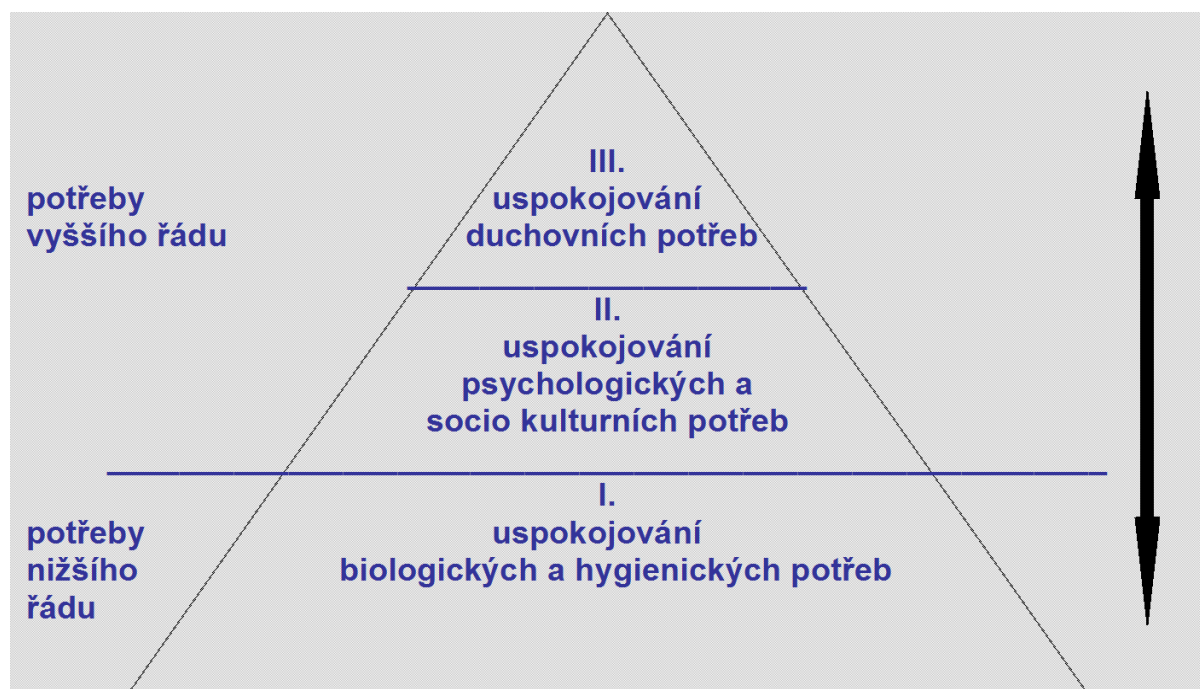 III.
uspokojování
duchovních potřeb
potřeby
vyššího řádu
II.
uspokojování
psychologických a
socio kulturních potřeb
I.
uspokojování
biologických a hygienických potřeb
potřeby
nižšího
řádu